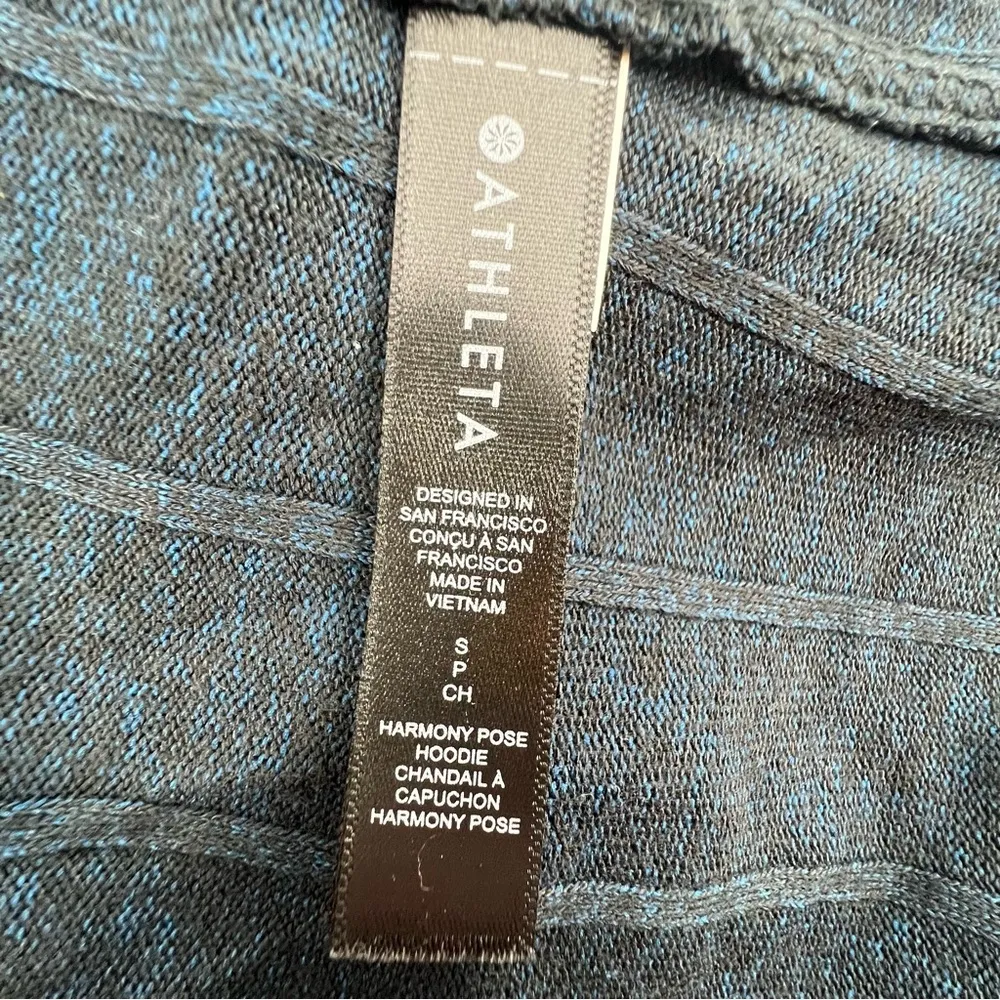 ATHLETA
DESIGNED IN
SAN FRANCISCO
CONÇU À SAN
FRANCISCO
MADE IN
VIETNAM
S
P
CH
HARMONY POSE
HOODIE
CHANDAIL À
CAPUCHON
HARMONY POSE